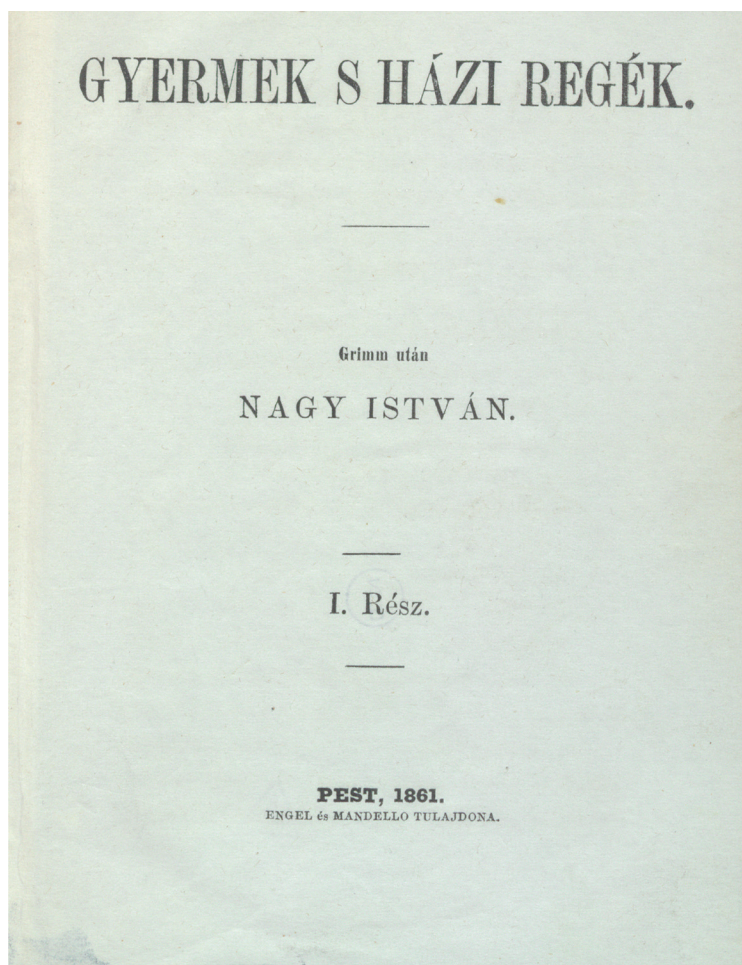 GYERMEK S HÁZI REGÉK.
Grimm után
NAGY ISTVÁN.
I. Rész.
PEST, 1861.
ENGEL és MANDELLO TULAJDONA.